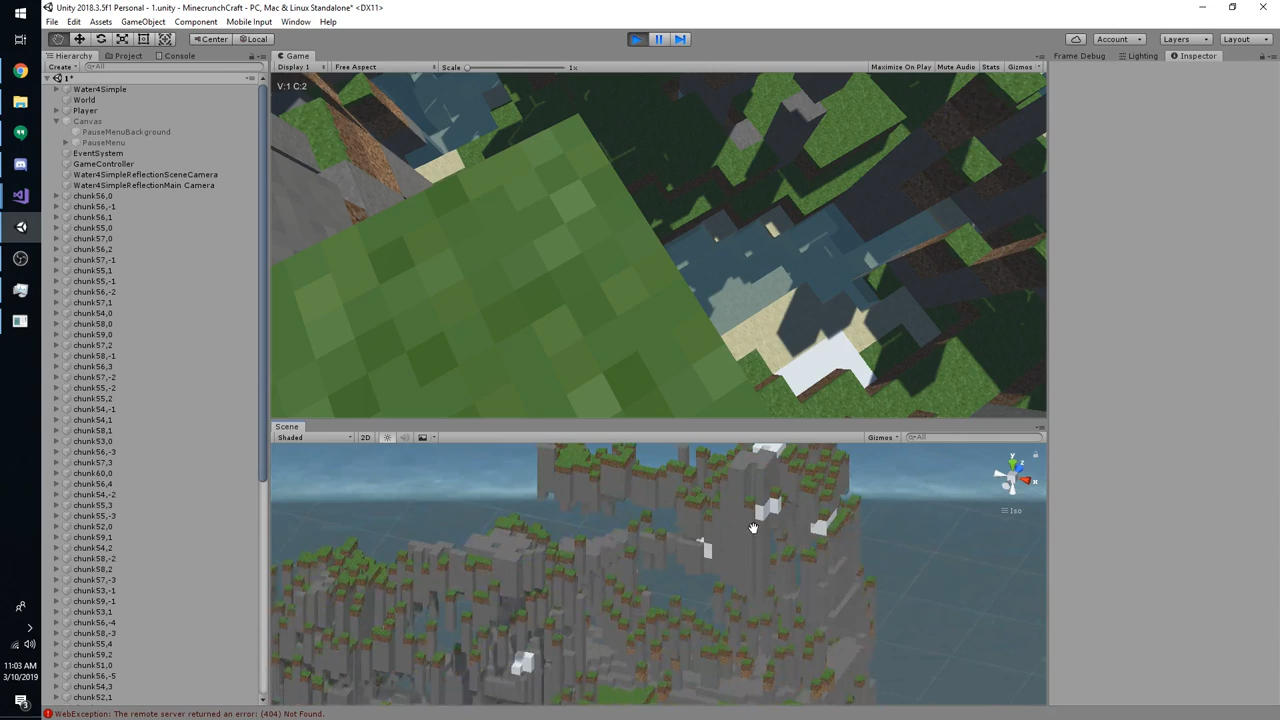 Unity 2018.3.5f1 Personal - 1.unity - MinecrunchCraft - PC, Mac & Linux Standalone* <DX11>
File Edit Assets GameObject Component Mobile Input Window Help
Center Local Account Layers Layout
Hierarchy Project Console Game Frame Debug Lighting Inspector
Create All Display 1 Free Aspect Scale 1x Maximize On Play Mute Audio Stats Gizmos
1*
V:1 C:2
Water4Simple
World
Player
Canvas
PauseMenuBackground
PauseMenu
EventSystem
GameController
Water4SimpleReflectionSceneCamera
Water4SimpleReflectionMain Camera
chunk56,0
chunk56,-1
chunk56,1
chunk55,0
chunk57,0
chunk56,2
chunk57,-1
chunk55,1
chunk55,-1
chunk56,-2
chunk57,1
chunk54,0
chunk58,0
chunk59,0
chunk57,2
chunk58,-1
chunk56,3
chunk57,-2
chunk55,-2
chunk55,2
chunk54,-1
chunk54,1
chunk58,1
chunk53,0
chunk56,-3
chunk57,3
chunk60,0
chunk56,4
chunk54,-2
chunk55,3
chunk55,-3
chunk52,0
chunk59,1
chunk54,2
chunk58,-2
chunk58,2
chunk57,-3
chunk53,-1
chunk59,-1
chunk53,1
chunk56,-4
chunk58,-3
chunk55,4
chunk59,2
chunk51,0
chunk56,-5
chunk54,3
chunk52,1
Scene
Shaded 2D Gizmos All
y
z
x
Iso
11:03 AM
3/10/2019
3
WebException: The remote server returned an error: (404) Not Found.